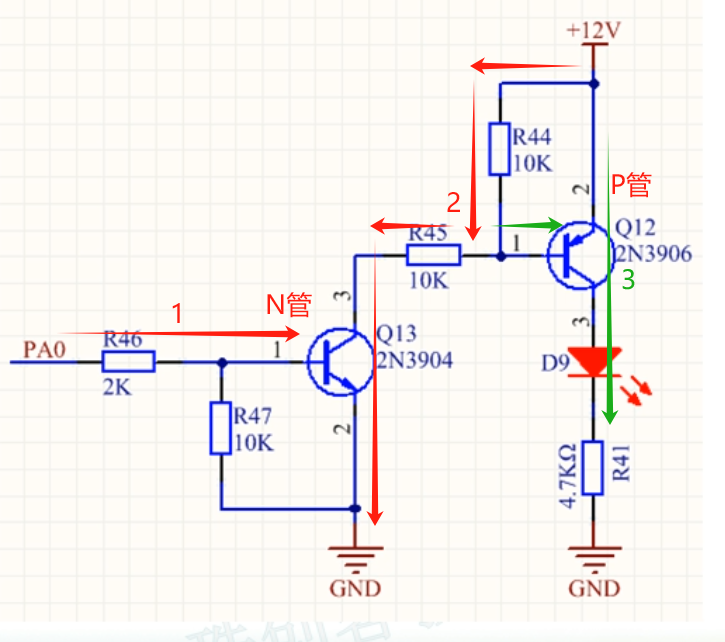 +12V
R44
10K
2
P管
2
R45
1
Q12
2N3906
10K
3
3
1
N管
3
Q13
2N3904
PA0
R46
1
2K
D9
R47
10K
2
4.7KΩ
R41
GND
GND